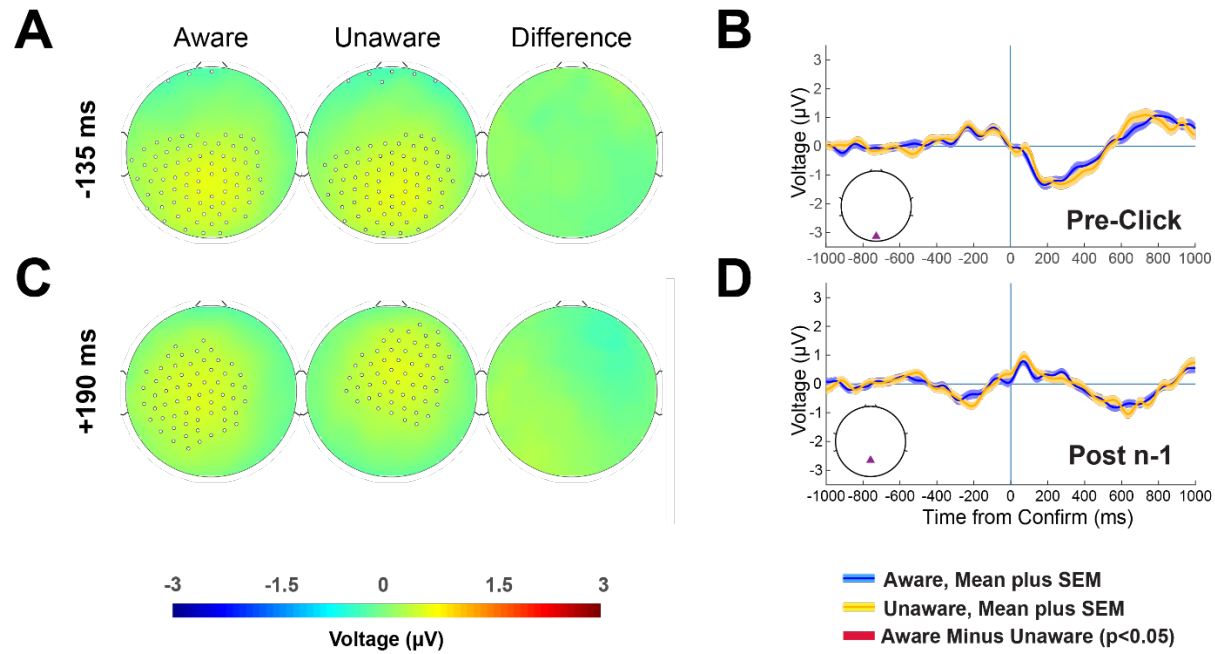 A
Aware Unaware Difference
-135 ms
B
Voltage (µV)
3
2
1
0
-1
-2
-3
-1000 -800 -600 -400 -200 0 200 400 600 800 1000
Pre-Click
C
+190 ms
D
Voltage (µV)
3
2
1
0
-1
-2
-3
-1000 -800 -600 -400 -200 0 200 400 600 800 1000
Post n-1
Time from Confirm (ms)
-3 -1.5 0 1.5 3
Voltage (µV)
Aware, Mean plus SEM
Unaware, Mean plus SEM
Aware Minus Unaware (p<0.05)